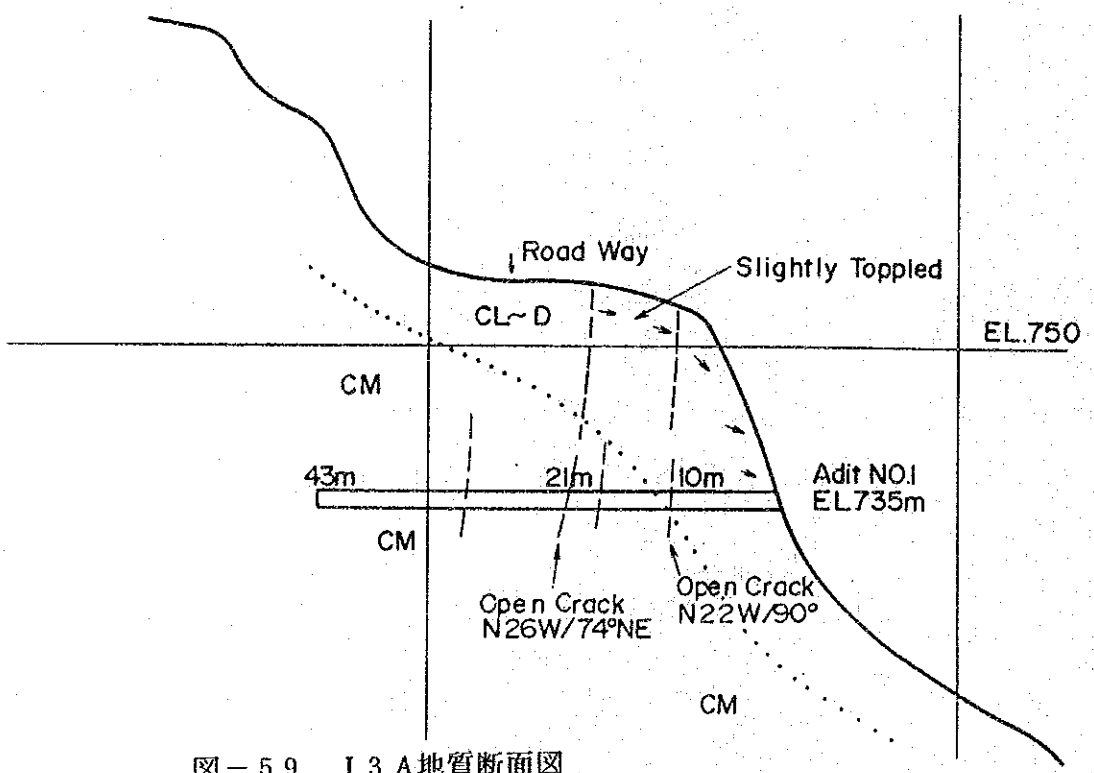 Road Way
Slightly Toppled
CL~D
EL.750
CM
43m
21m
10m
Adit NO.1
EL.735m
CM
Open Crack
N26W/74°NE
Open Crack
N22W/90°
CM
図-5.9 I3A地質断面図